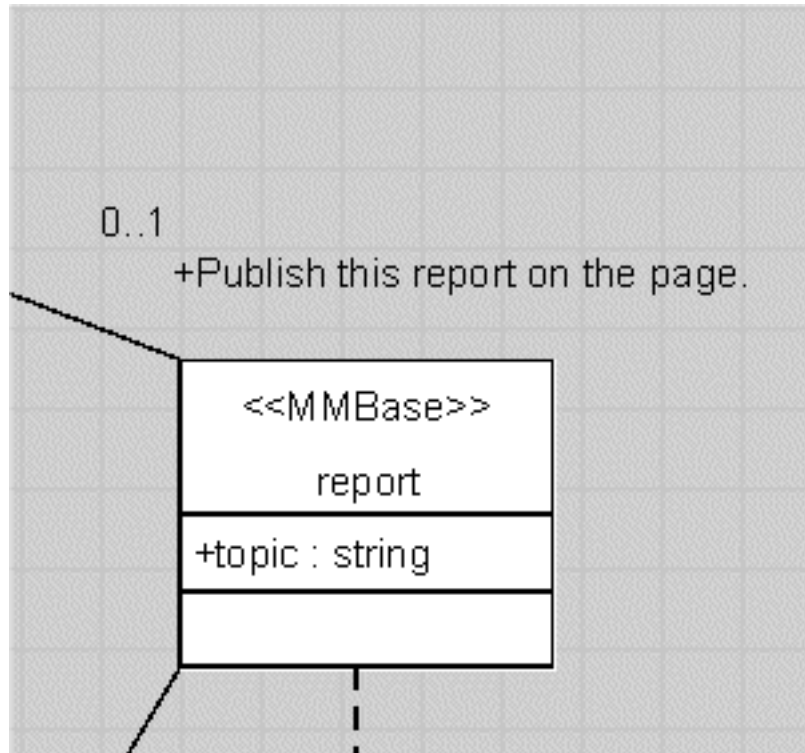 0..1
+Publish this report on the page.
<<MMBase>>
report
+topic : string